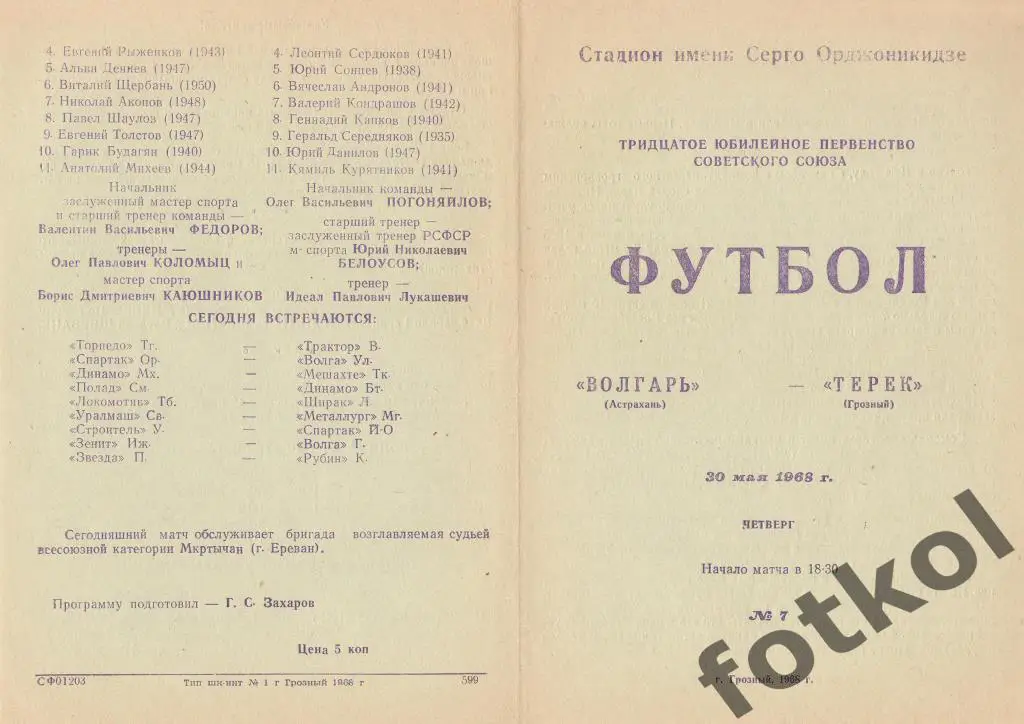 4. Евгений Рыженков (1943)
5. Альви Дениев (1947)
6. Виталий Щербань (1950)
7. Николай Акопов (1948)
8. Павел Шаулов (1947)
9. Евгений Толстов (1947)
10. Гарик Будагян (1940)
11. Анатолий Михеев (1944)
Начальник
заслуженный мастер спорта
и старший тренер команды —
Валентин Васильевич ФЕДОРОВ;
тренеры —
Олег Павлович КОЛОМЫЦ и
мастер спорта
Борис Дмитриевич КАЮШНИКОВ
4. Леонтий Сердюков (1941)
5. Юрий Сонцев (1938)
6. Вячеслав Андронов (1941)
7. Валерий Кондрашов (1942)
8. Геннадий Капков (1940)
9. Геральд Середняков (1935)
10. Юрий Данилов (1947)
11. Кямиль Курятников (1941)
Начальник команды —
Олег Васильевич ПОГОНЯЙЛОВ;
старший тренер —
заслуженный тренер РСФСР
м-спорта Юрий Николаевич
БЕЛОУСОВ;
тренер —
Идеал Павлович Лукашевич
СЕГОДНЯ ВСТРЕЧАЮТСЯ:
«Торпедо» Тг. — «Трактор» В.
«Спартак» Ор. — «Волга» Ул.
«Динамо» Мх. — «Мешахте» Тк.
«Полад» См. — «Динамо» Бт.
«Локомотив» Тб. — «Ширак» Л.
«Уралмаш» Св. — «Металлург» Мг.
«Строитель» У. — «Спартак» Й-О
«Зенит» Иж. — «Волга» Г.
«Звезда» П. — «Рубин» К.
Сегодняшний матч обслуживает бригада возглавляемая судьей
всесоюзной категории Мкртычан (г. Ереван).
Программу подготовил — Г. С. Захаров
Цена 5 коп
СФ01203 Тип шк-инт № 1 г Грозный 1968 г 599
Стадион имени Серго Орджоникидзе
ТРИДЦАТОЕ ЮБИЛЕЙНОЕ ПЕРВЕНСТВО
СОВЕТСКОГО СОЮЗА
ФУТБОЛ
«ВОЛГАРЬ» — «ТЕРЕК»
(Астрахань) (Грозный)
30 мая 1968 г.
ЧЕТВЕРГ
Начало матча в 18-30
№ 7
г. Грозный, 1968 г.
fotkol